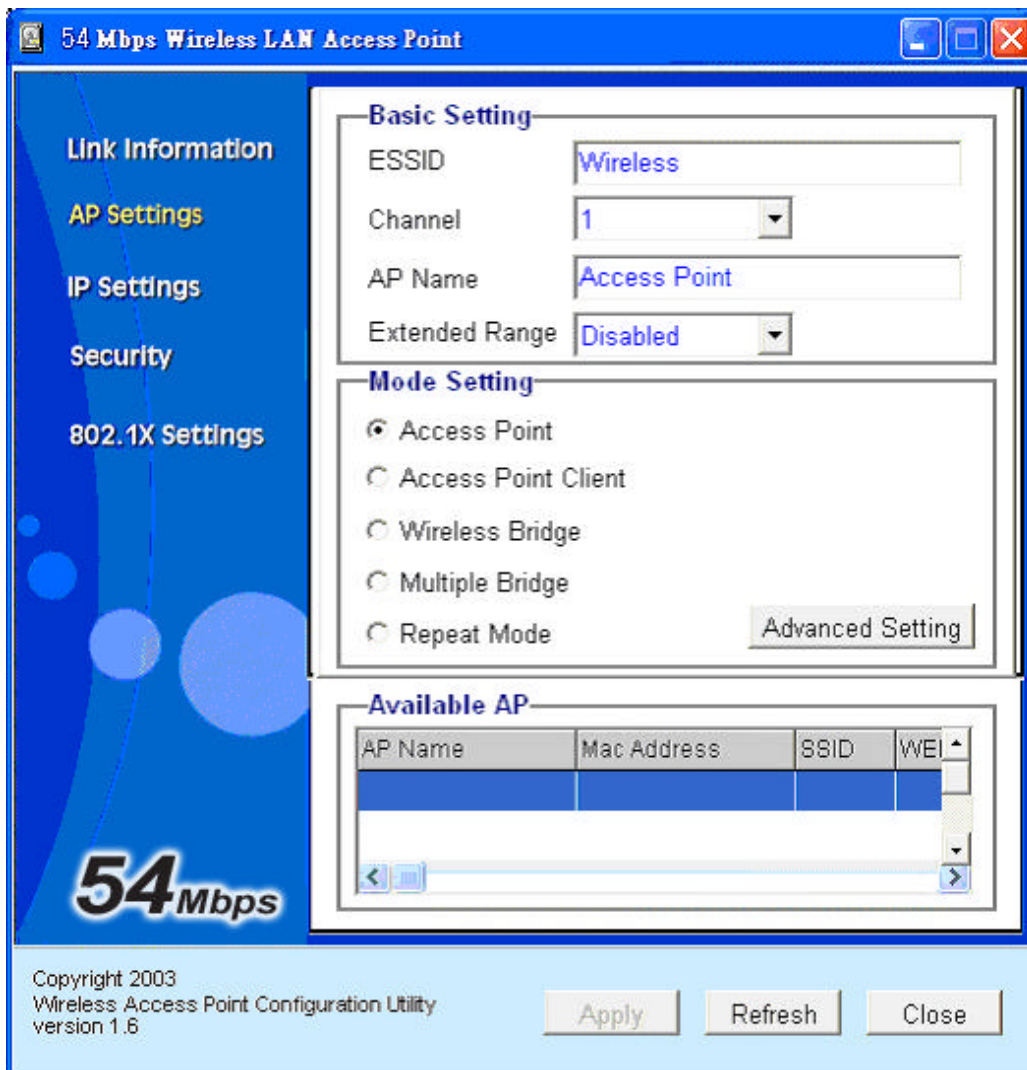 54 Mbps Wireless LAN Access Point
Link Information
AP Settings
IP Settings
Security
802.1X Settings
54Mbps
Basic Setting
ESSID Wireless
Channel 1
AP Name Access Point
Extended Range Disabled
Mode Setting
Access Point
Access Point Client
Wireless Bridge
Multiple Bridge
Repeat Mode
Advanced Setting
Available AP
AP Name Mac Address SSID
Copyright 2003
Wireless Access Point Configuration Utility
version 1.6
Apply Refresh Close